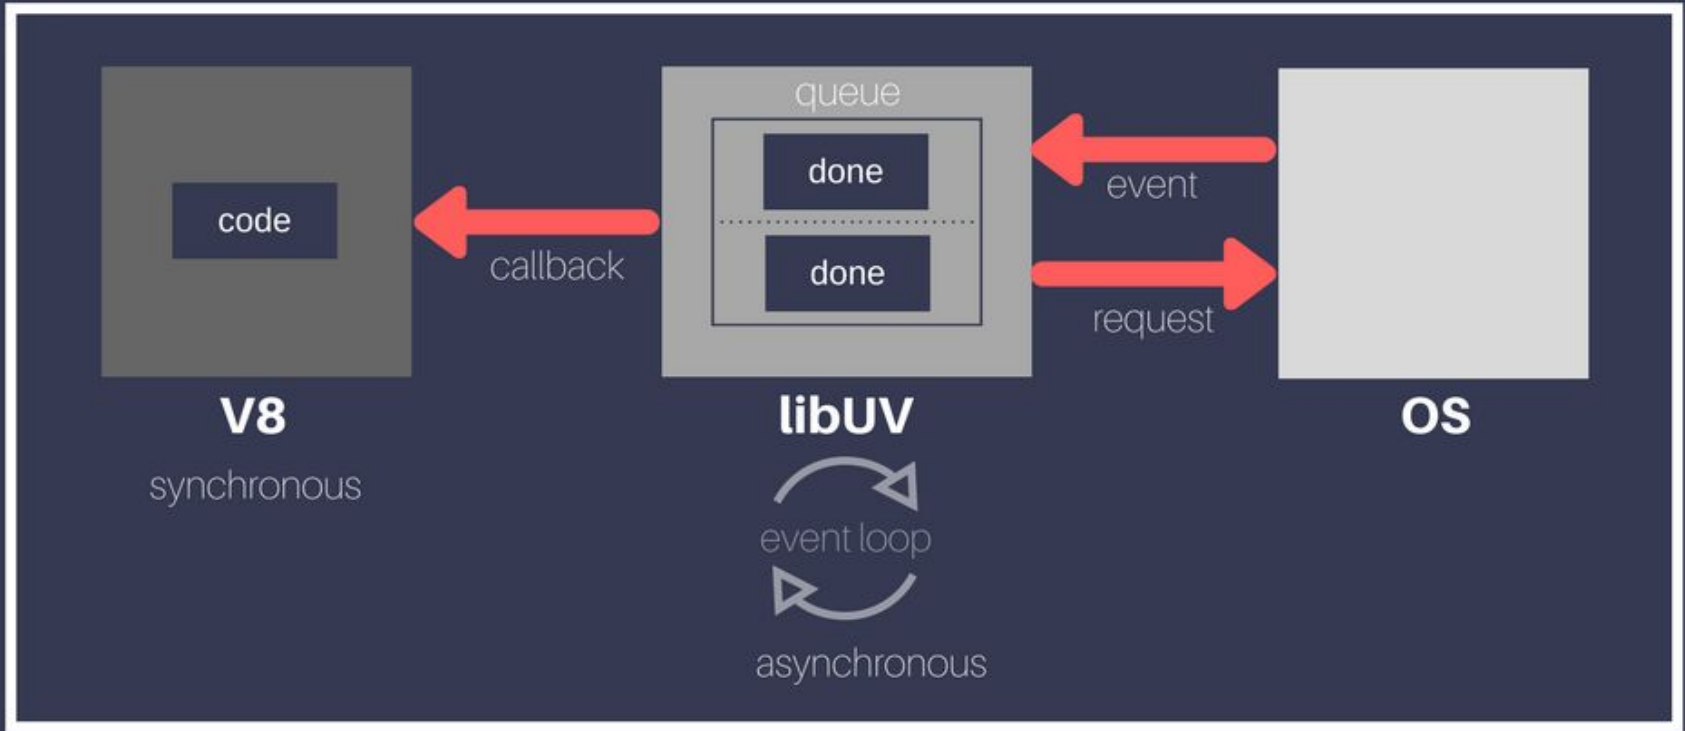 queue
done
event
code
callback
done
request
V8
libUV
OS
synchronous
event loop
asynchronous